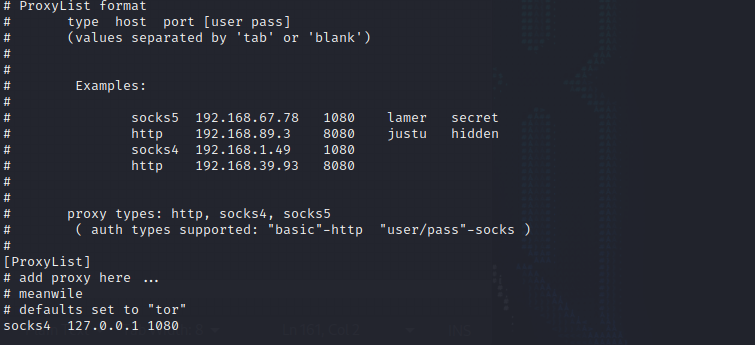 # ProxyList format
#       type  host  port [user pass]
#       (values separated by 'tab' or 'blank')
#
#
#        Examples:
#
#               socks5  192.168.67.78   1080    lamer   secret
#               http    192.168.89.3    8080    justu   hidden
#               socks4  192.168.1.49    1080
#               http    192.168.39.93   8080
#
#
#       proxy types: http, socks4, socks5
#        ( auth types supported: "basic"-http  "user/pass"-socks )
#
[ProxyList]
# add proxy here ...
# meanwile
# defaults set to "tor"
socks4  127.0.0.1 1080